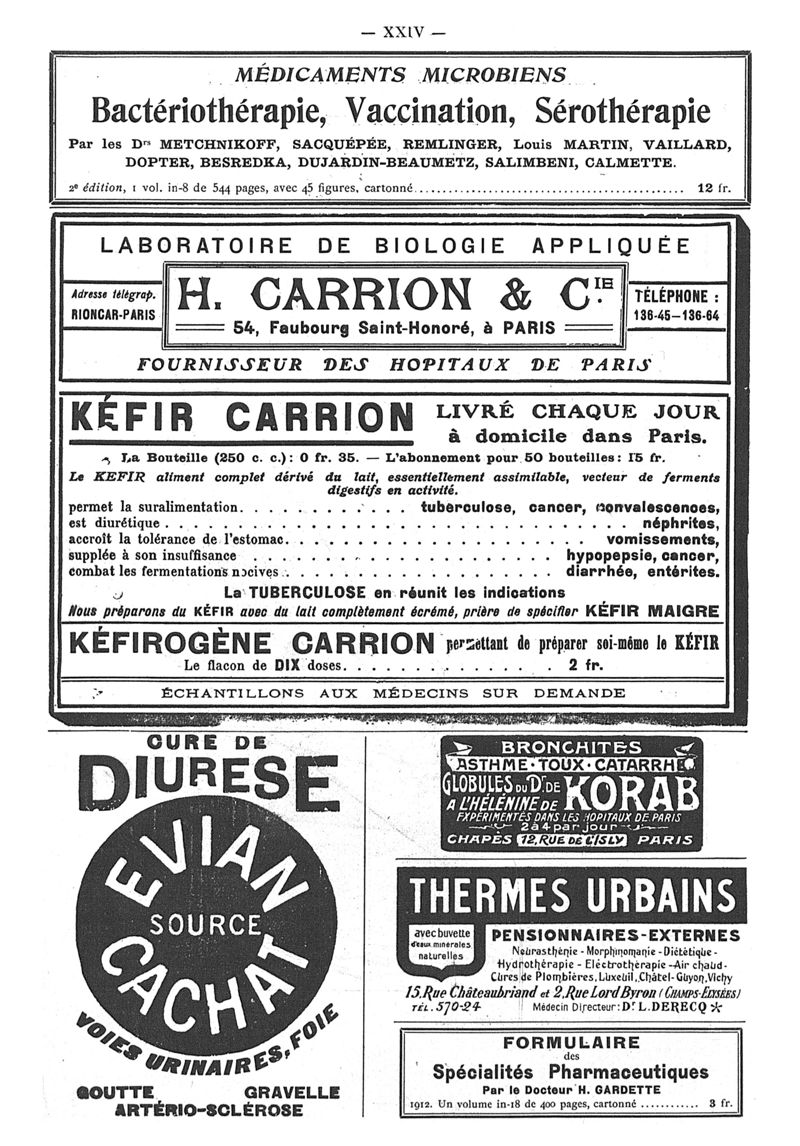 — XXIV —
MÉDICAMENTS MICROBIENS
Bactériothérapie, Vaccination, Sérothérapie
Par les Drs METCHNIKOFF, SACQUÉPÉE, REMLINGER, Louis MARTIN, VAILLARD,
DOPTER, BESREDKA, DUJARDIN-BEAUMETZ, SALIMBENI, CALMETTE.
2e édition, 1 vol. in-8 de 544 pages, avec 45 figures, cartonné........................................... 12 fr.
LABORATOIRE DE BIOLOGIE APPLIQUÉE
Adresse télégrap.
RIONCAR-PARIS
H. CARRION & CIE.
54, Faubourg Saint-Honoré, à PARIS
TÉLÉPHONE :
136-45—136-64
FOURNISSEUR DES HOPITAUX DE PARIS
KÉFIR CARRION
LIVRÉ CHAQUE JOUR
à domicile dans Paris.
La Bouteille (250 c. c.): 0 fr. 35. — L'abonnement pour 50 bouteilles: 15 fr.
Le KEFIR aliment complet dérivé du lait, essentiellement assimilable, vecteur de ferments
digestifs en activité.
permet la suralimentation. . . . . . . . . . . . tuberculose, cancer, convalescences,
est diurétique . . . . . . . . . . . . . . . . . . . . . . . . . . . . néphrites,
accroît la tolérance de l'estomac. . . . . . . . . . . . . . . . . . . . vomissements,
supplée à son insuffisance . . . . . . . . . . . . . . . . . . hypopepsie, cancer,
combat les fermentations nocives . . . . . . . . . . . . . . . . diarrhée, entérites.
La TUBERCULOSE en réunit les indications
Nous préparons du KÉFIR avec du lait complètement écrémé, prière de spécifier KÉFIR MAIGRE
KÉFIROGÈNE CARRION permettant de préparer soi-même le KÉFIR
Le flacon de DIX doses. . . . . . . . . . . . . 2 fr.
ÉCHANTILLONS AUX MÉDECINS SUR DEMANDE
CURE DE
DIURESE
EVIAN
SOURCE
CACHAT
VOIES URINAIRES, FOIE
GOUTTE GRAVELLE
ARTÉRIO-SCLÉROSE
BRONCHITES
ASTHME · TOUX · CATARRHE
GLOBULES DU Dr. DE KORAB
A L'HÉLÉNINE DE
EXPÉRIMENTÉS DANS LES HOPITAUX DE PARIS
2 à 4 par jour
CHAPÈS 12, RUE DE L'ISLY PARIS
THERMES URBAINS
avec buvette
d'eaux minérales
naturelles
PENSIONNAIRES-EXTERNES
Neurasthénie - Morphinomanie - Diététique -
Hydrothérapie - Electrothérapie - Air chaud -
Cures de Plombières, Luxeuil, Châtel-Guyon, Vichy
15, Rue Châteaubriand et 2, Rue Lord Byron (CHAMPS-ELYSÉES)
TÉL. 570-24 Médecin Directeur: Dr L. DERECQ
FORMULAIRE
des
Spécialités Pharmaceutiques
Par le Docteur H. GARDETTE
1912. Un volume in-18 de 400 pages, cartonné ............ 3 fr.